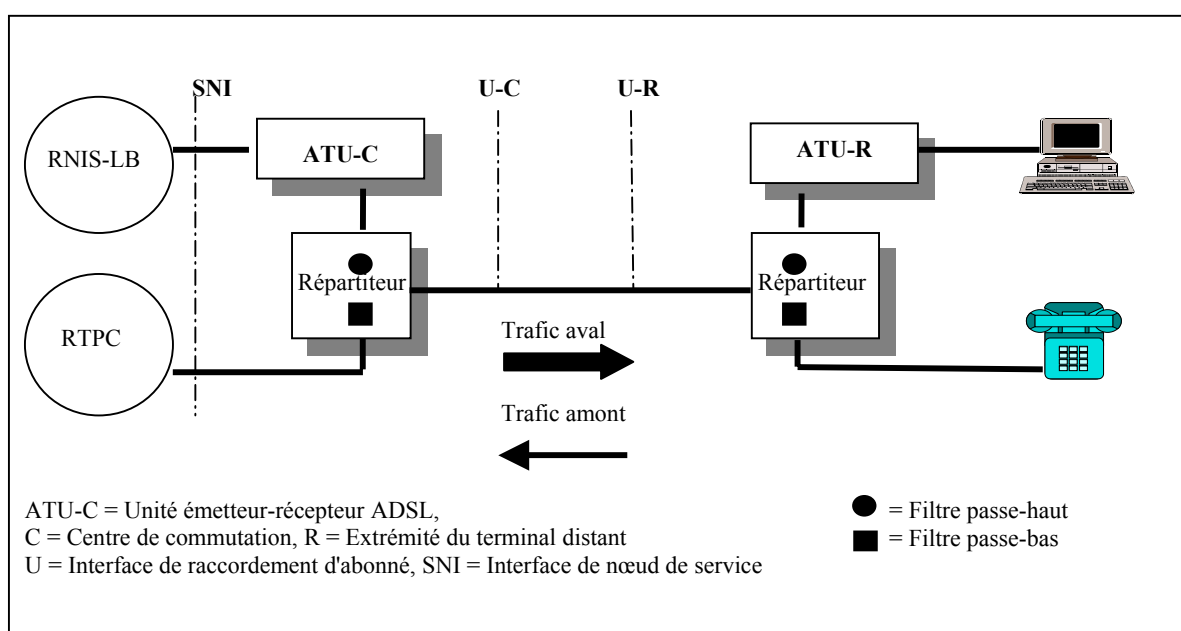 SNI
U-C
U-R
RNIS-LB
ATU-C
ATU-R
Répartiteur
Répartiteur
RTPC
Trafic aval
Trafic amont
ATU-C = Unité émetteur-récepteur ADSL,
C = Centre de commutation, R = Extrémité du terminal distant
U = Interface de raccordement d'abonné, SNI = Interface de nœud de service
= Filtre passe-haut
= Filtre passe-bas